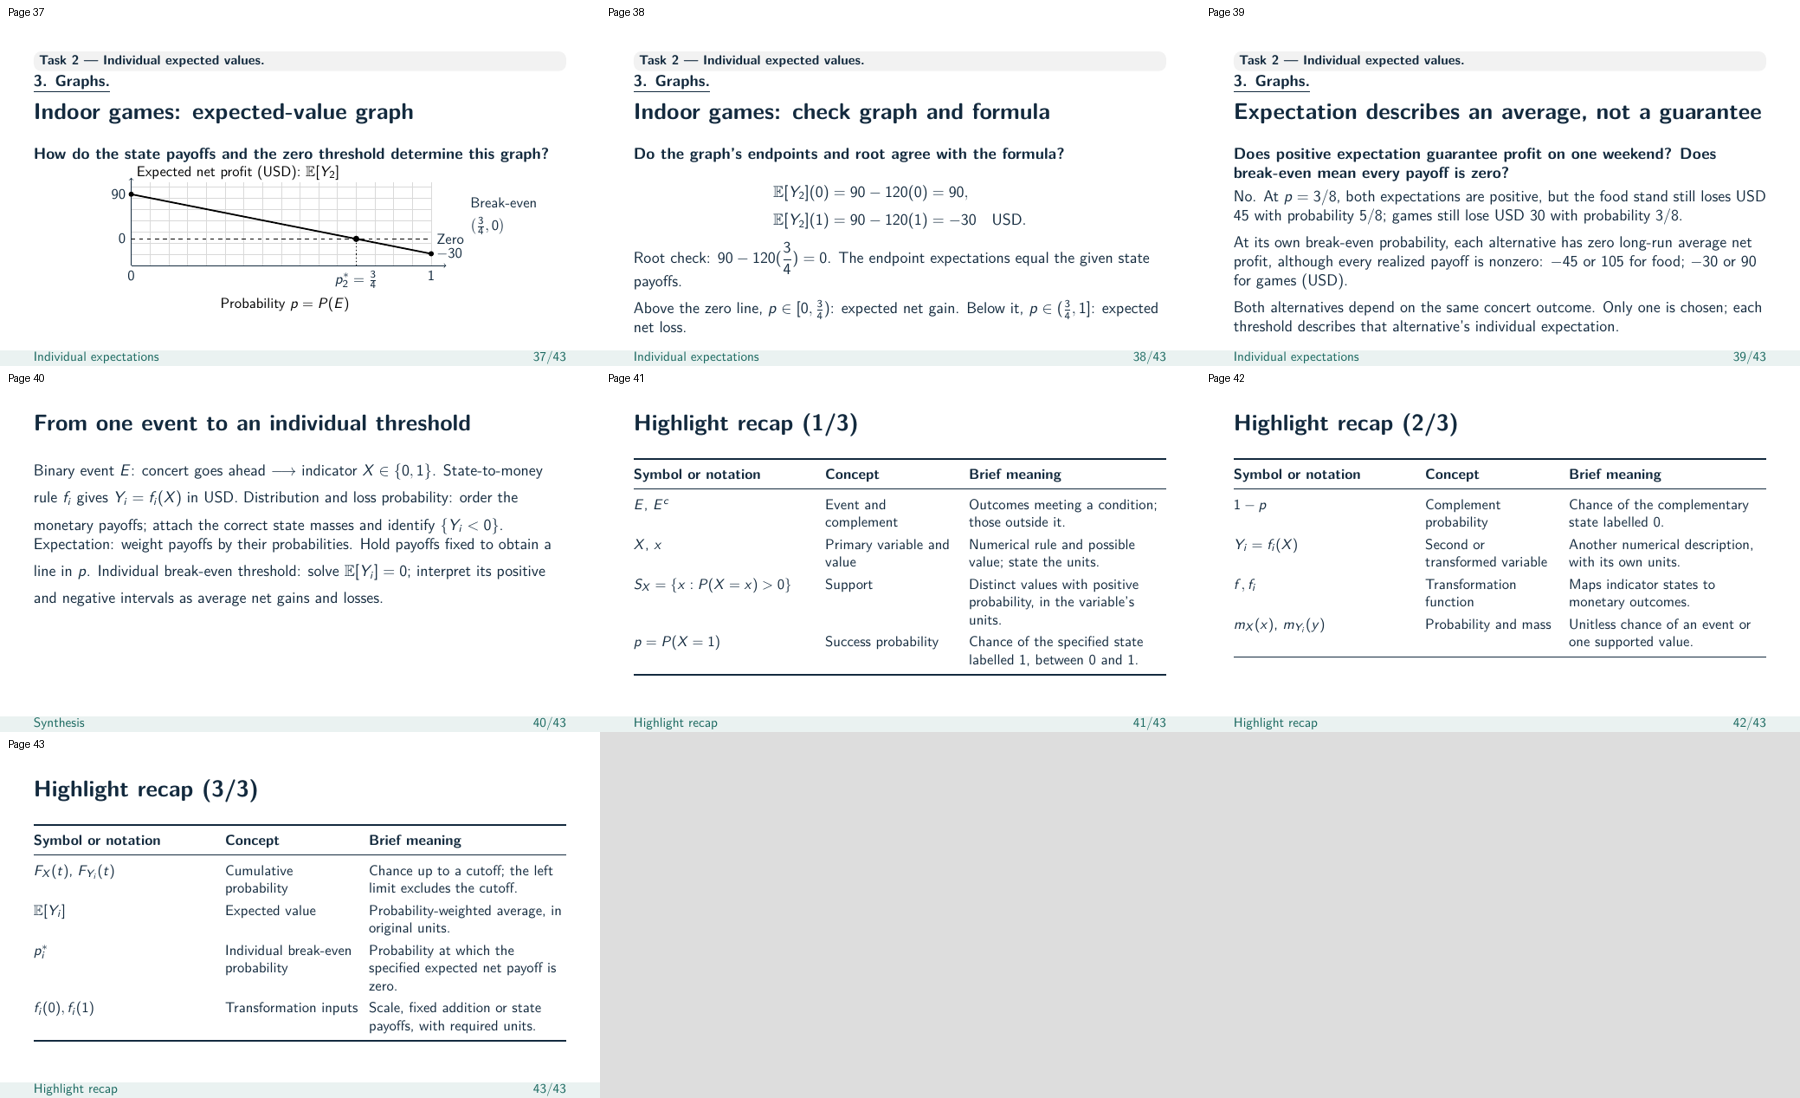 Page 37
Task 2 — Individual expected values.
3. Graphs.
Indoor games: expected-value graph
How do the state payoffs and the zero threshold determine this graph?
Expected net profit (USD): 𝔼[Y₂]
90
Break-even
(3/4, 0)
0
Zero
−30
0
p₂* = 3/4
1
Probability p = P(E)
Individual expectations
37/43
Page 38
Task 2 — Individual expected values.
3. Graphs.
Indoor games: check graph and formula
Do the graph's endpoints and root agree with the formula?
𝔼[Y₂](0) = 90 − 120(0) = 90,
𝔼[Y₂](1) = 90 − 120(1) = −30 USD.
Root check: 90 − 120(3/4) = 0. The endpoint expectations equal the given state
payoffs.
Above the zero line, p ∈ [0, 3/4): expected net gain. Below it, p ∈ (3/4, 1]: expected
net loss.
Individual expectations
38/43
Page 39
Task 2 — Individual expected values.
3. Graphs.
Expectation describes an average, not a guarantee
Does positive expectation guarantee profit on one weekend? Does
break-even mean every payoff is zero?
No. At p = 3/8, both expectations are positive, but the food stand still loses USD
45 with probability 5/8; games still lose USD 30 with probability 3/8.
At its own break-even probability, each alternative has zero long-run average net
profit, although every realized payoff is nonzero: −45 or 105 for food; −30 or 90
for games (USD).
Both alternatives depend on the same concert outcome. Only one is chosen; each
threshold describes that alternative's individual expectation.
Individual expectations
39/43
Page 40
From one event to an individual threshold
Binary event E: concert goes ahead ⟶ indicator X ∈ {0, 1}. State-to-money
rule fᵢ gives Yᵢ = fᵢ(X) in USD. Distribution and loss probability: order the
monetary payoffs; attach the correct state masses and identify {Yᵢ < 0}.
Expectation: weight payoffs by their probabilities. Hold payoffs fixed to obtain a
line in p. Individual break-even threshold: solve 𝔼[Yᵢ] = 0; interpret its positive
and negative intervals as average net gains and losses.
Synthesis
40/43
Page 41
Highlight recap (1/3)
Symbol or notation Concept Brief meaning
E, Eᶜ Event and Outcomes meeting a condition;
complement those outside it.
X, x Primary variable and Numerical rule and possible
value value; state the units.
S_X = {x : P(X = x) > 0} Support Distinct values with positive
probability, in the variable's
units.
p = P(X = 1) Success probability Chance of the specified state
labelled 1, between 0 and 1.
Highlight recap
41/43
Page 42
Highlight recap (2/3)
Symbol or notation Concept Brief meaning
1 − p Complement Chance of the complementary
probability state labelled 0.
Yᵢ = fᵢ(X) Second or Another numerical description,
transformed variable with its own units.
f, fᵢ Transformation Maps indicator states to
function monetary outcomes.
m_X(x), m_Yᵢ(y) Probability and mass Unitless chance of an event or
one supported value.
Highlight recap
42/43
Page 43
Highlight recap (3/3)
Symbol or notation Concept Brief meaning
F_X(t), F_Yᵢ(t) Cumulative Chance up to a cutoff; the left
probability limit excludes the cutoff.
𝔼[Yᵢ] Expected value Probability-weighted average, in
original units.
pᵢ* Individual break-even Probability at which the
probability specified expected net payoff is
zero.
fᵢ(0), fᵢ(1) Transformation inputs Scale, fixed addition or state
payoffs, with required units.
Highlight recap
43/43